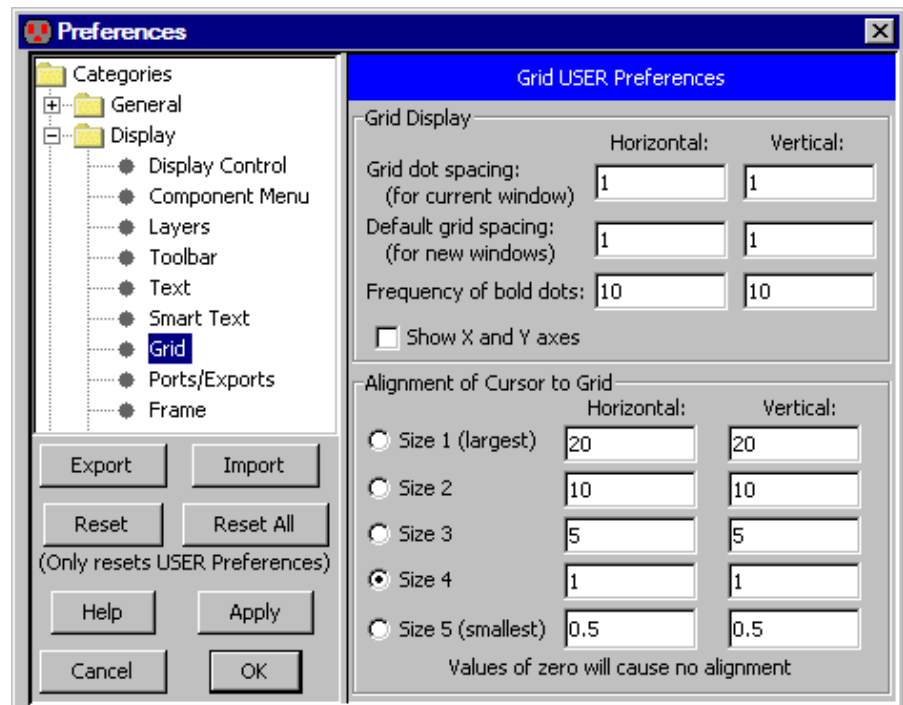 Preferences
Categories
General
Display
Display Control
Component Menu
Layers
Toolbar
Text
Smart Text
Grid
Ports/Exports
Frame
Export Import
Reset Reset All
(Only resets USER Preferences)
Help Apply
Cancel OK
Grid USER Preferences
Grid Display
Horizontal: Vertical:
Grid dot spacing:
(for current window) 1 1
Default grid spacing:
(for new windows) 1 1
Frequency of bold dots: 10 10
Show X and Y axes
Alignment of Cursor to Grid
Horizontal: Vertical:
Size 1 (largest) 20 20
Size 2 10 10
Size 3 5 5
Size 4 1 1
Size 5 (smallest) 0.5 0.5
Values of zero will cause no alignment